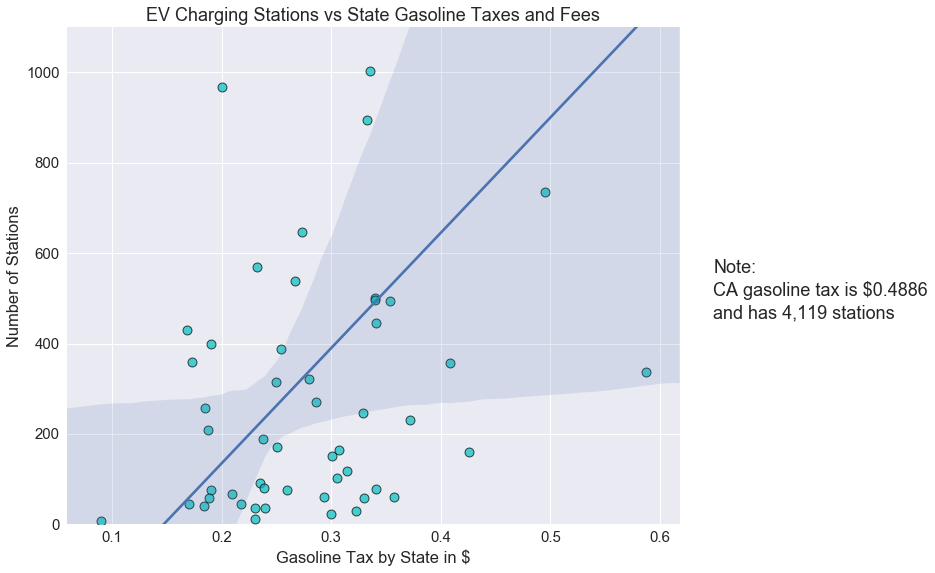 EV Charging Stations vs State Gasoline Taxes and Fees
1000
800
600
400
200
0
Number of Stations
0.1 0.2 0.3 0.4 0.5 0.6
Gasoline Tax by State in $
Note:
CA gasoline tax is $0.4886
and has 4,119 stations